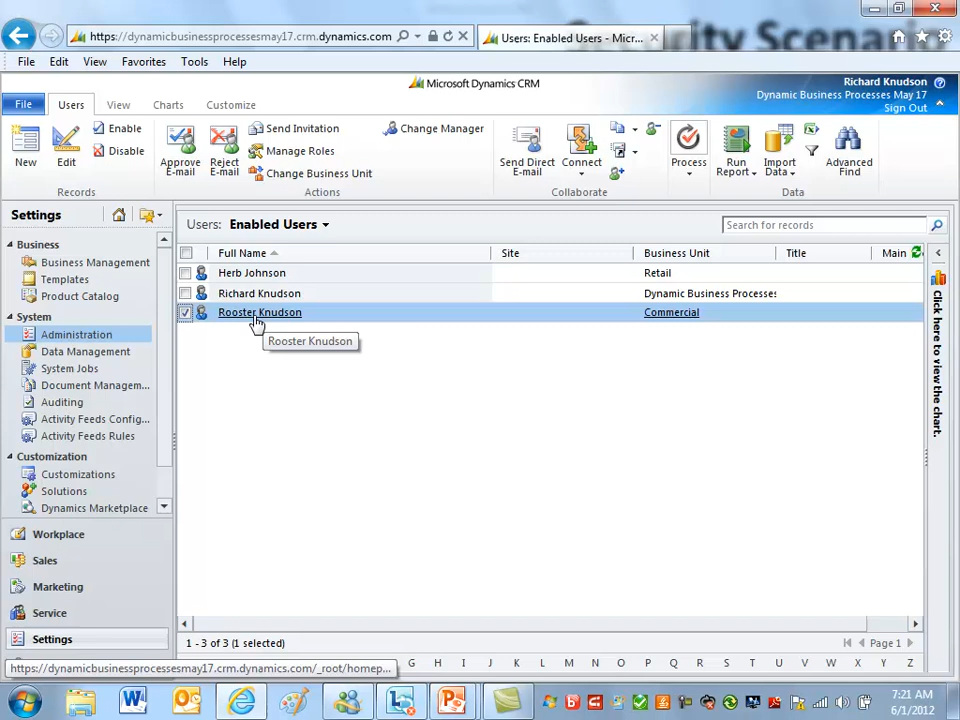 Security Scenari
https://dynamicbusinessprocessesmay17.crm.dynamics.com
Users: Enabled Users - Micr...
File Edit View Favorites Tools Help
Microsoft Dynamics CRM
Richard Knudson
Dynamic Business Processes May 17
Sign Out
File Users View Charts Customize
New
Edit
Enable
Disable
Records
Approve E-mail
Reject E-mail
Send Invitation
Manage Roles
Change Business Unit
Change Manager
Actions
Send Direct E-mail
Connect
Collaborate
Process
Run Report
Import Data
Advanced Find
Data
Settings
Business
Business Management
Templates
Product Catalog
System
Administration
Data Management
System Jobs
Document Managem...
Auditing
Activity Feeds Config...
Activity Feeds Rules
Customization
Customizations
Solutions
Dynamics Marketplace
Workplace
Sales
Marketing
Service
Settings
Users: Enabled Users
Search for records
Full Name Site Business Unit Title Main
Herb Johnson Retail
Richard Knudson Dynamic Business Processes
Rooster Knudson Commercial
Rooster Knudson
Click here to view the chart.
1 - 3 of 3 (1 selected)
Page 1
https://dynamicbusinessprocessesmay17.crm.dynamics.com/_root/homep...
G H I J K L M N O P Q R S T U V W X Y Z
7:21 AM
6/1/2012